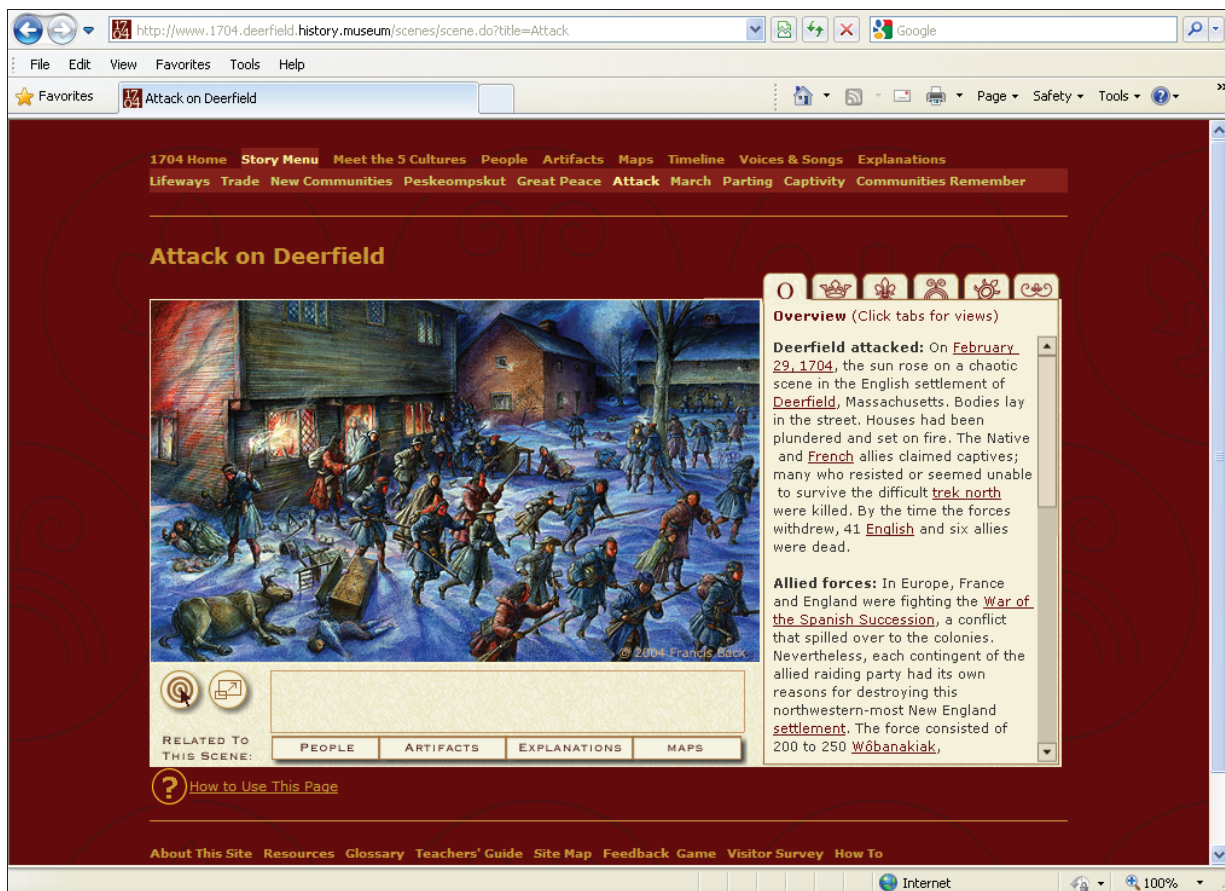 http://www.1704.deerfield.history.museum/scenes/scene.do?title=Attack
Google
File Edit View Favorites Tools Help
Favorites
1704
Attack on Deerfield
Page Safety Tools
1704 Home Story Menu Meet the 5 Cultures People Artifacts Maps Timeline Voices & Songs Explanations
Lifeways Trade New Communities Peskeompskut Great Peace Attack March Parting Captivity Communities Remember
Attack on Deerfield
O
Overview (Click tabs for views)
Deerfield attacked: On February
29, 1704, the sun rose on a chaotic
scene in the English settlement of
Deerfield, Massachusetts. Bodies lay
in the street. Houses had been
plundered and set on fire. The Native
and French allies claimed captives;
many who resisted or seemed unable
to survive the difficult trek north
were killed. By the time the forces
withdrew, 41 English and six allies
were dead.
Allied forces: In Europe, France
and England were fighting the War of
the Spanish Succession, a conflict
that spilled over to the colonies.
Nevertheless, each contingent of the
allied raiding party had its own
reasons for destroying this
northwestern-most New England
settlement. The force consisted of
200 to 250 Wôbanakiak,
© 2004 Francis Back
RELATED TO
THIS SCENE:
PEOPLE ARTIFACTS EXPLANATIONS MAPS
? How to Use This Page
About This Site Resources Glossary Teachers' Guide Site Map Feedback Game Visitor Survey How To
Internet
100%